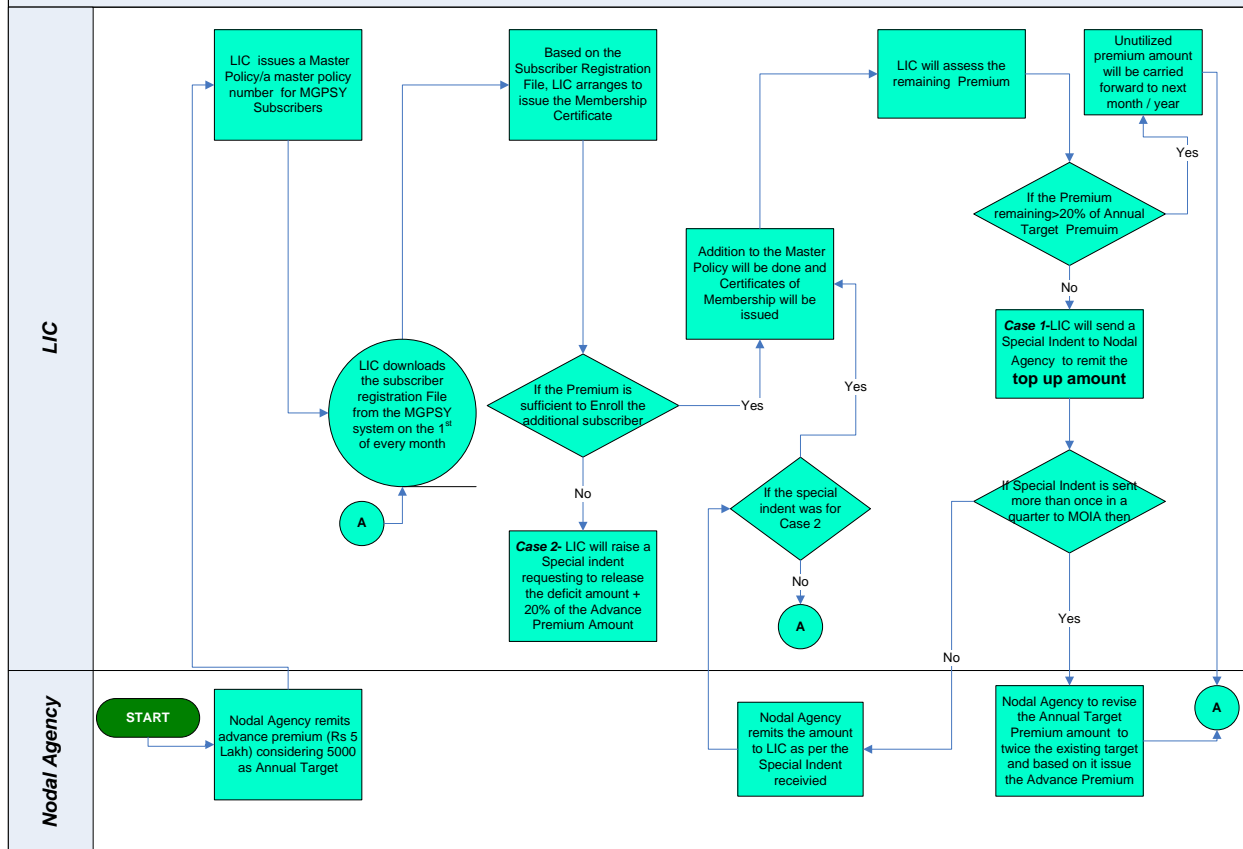 LIC
LIC issues a Master
Policy/a master policy
number for MGPSY
Subscribers
Based on the
Subscriber Registration
File, LIC arranges to
issue the Membership
Certificate
LIC will assess the
remaining Premium
Unutilized
premium amount
will be carried
forward to next
month / year
Yes
If the Premium
remaining>20% of Annual
Target Premuim
No
Addition to the Master
Policy will be done and
Certificates of
Membership will be
issued
Case 1-LIC will send a
Special Indent to Nodal
Agency to remit the
top up amount
LIC downloads
the subscriber
registration File
from the MGPSY
system on the 1st
of every month
If the Premium is
sufficient to Enroll the
additional subscriber
Yes
Yes
No
A
If the special
indent was for
Case 2
No
A
If Special Indent is sent
more than once in a
quarter to MOIA then
Case 2- LIC will raise a
Special indent
requesting to release
the deficit amount +
20% of the Advance
Premium Amount
Yes
No
Nodal Agency
START
Nodal Agency remits
advance premium (Rs 5
Lakh) considering 5000
as Annual Target
Nodal Agency
remits the amount
to LIC as per the
Special Indent
receivied
Nodal Agency to revise
the Annual Target
Premium amount to
twice the existing target
and based on it issue
the Advance Premium
A